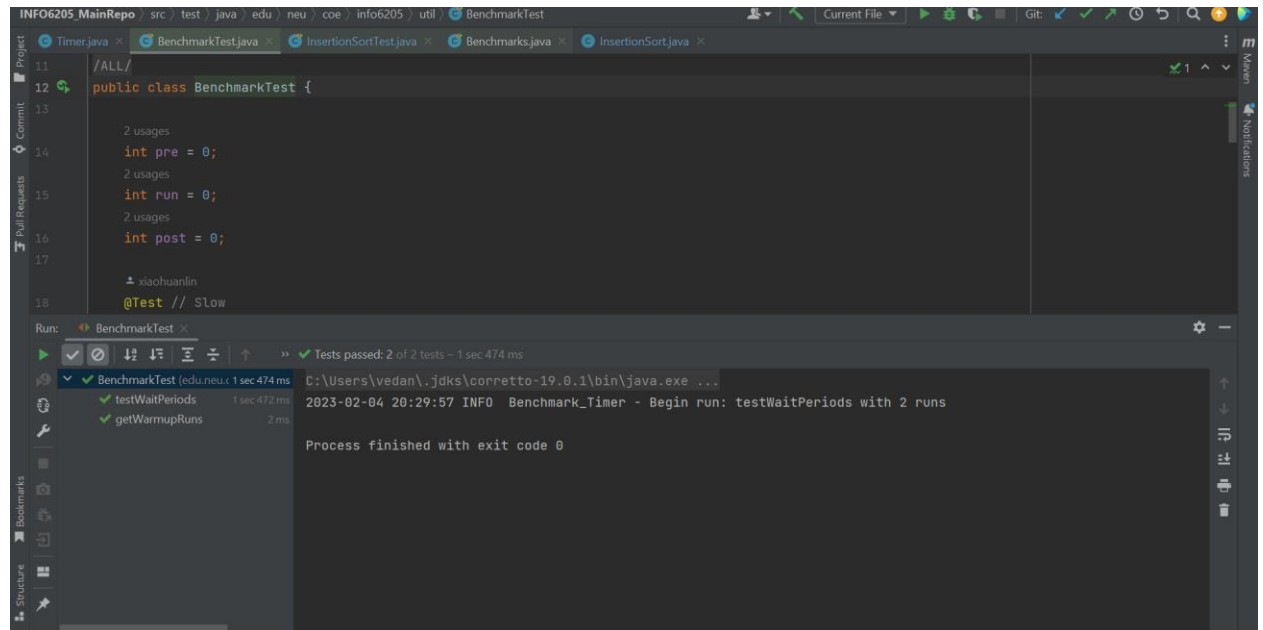 INFO6205_MainRepo 〉 src 〉 test 〉 java 〉 edu 〉 neu 〉 coe 〉 info6205 〉 util 〉 BenchmarkTest Current File Git:
Timer.java BenchmarkTest.java InsertionSortTest.java Benchmarks.java InsertionSort.java
Project
Commit
Pull Requests
Bookmarks
Structure
Maven
Notifications
11 /ALL/ 1
12 public class BenchmarkTest {
13
2 usages
14 int pre = 0;
2 usages
15 int run = 0;
2 usages
16 int post = 0;
17
xiaohuanlin
18 @Test // Slow
Run: BenchmarkTest
» Tests passed: 2 of 2 tests – 1 sec 474 ms
BenchmarkTest (edu.neu.c 1 sec 474 ms
testWaitPeriods 1 sec 472 ms
getWarmupRuns 2 ms
C:\Users\vedan\.jdks\corretto-19.0.1\bin\java.exe ...
2023-02-04 20:29:57 INFO Benchmark_Timer - Begin run: testWaitPeriods with 2 runs
Process finished with exit code 0